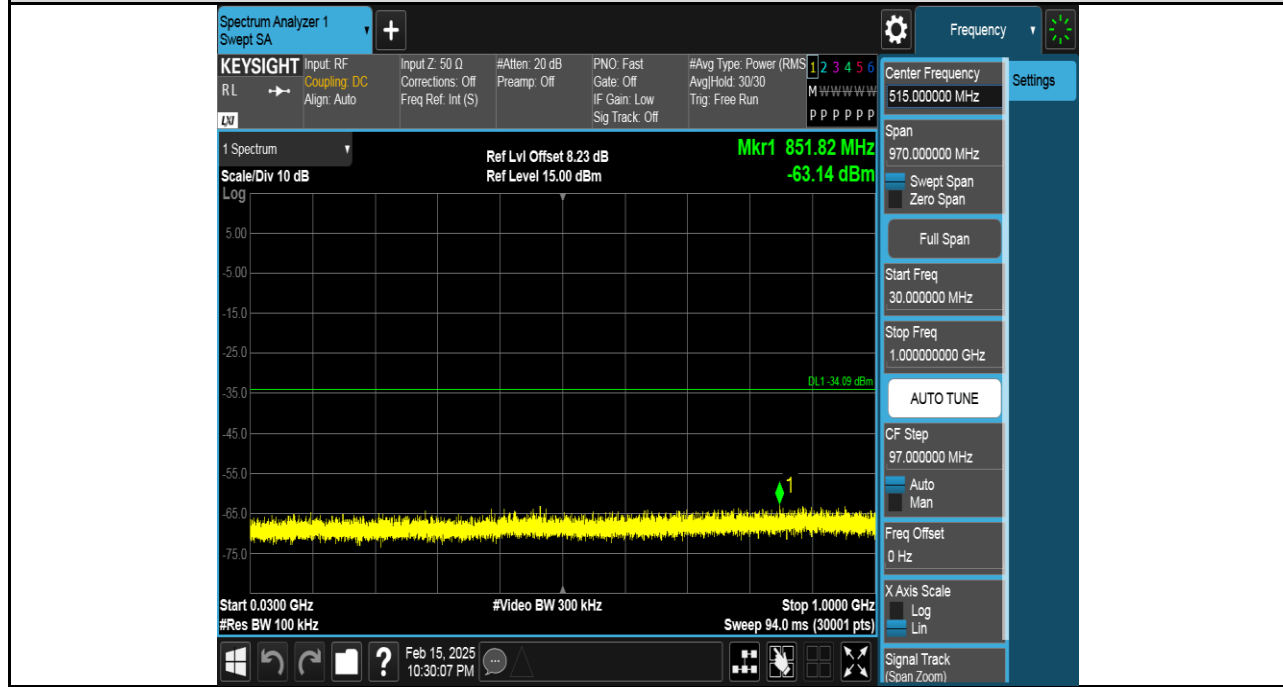 Spectrum Analyzer 1
Swept SA
+
Frequency
KEYSIGHT
RL
LXI
Input: RF
Coupling: DC
Align: Auto
Input Z: 50 Ω
Corrections: Off
Freq Ref: Int (S)
#Atten: 20 dB
Preamp: Off
PNO: Fast
Gate: Off
IF Gain: Low
Sig Track: Off
#Avg Type: Power (RMS
Avg|Hold: 30/30
Trig: Free Run
1 2 3 4 5 6
M W W W W W
P P P P P P
Settings
1 Spectrum
Scale/Div 10 dB
Log
Ref Lvl Offset 8.23 dB
Ref Level 15.00 dBm
Mkr1 851.82 MHz
-63.14 dBm
5.00
-5.00
-15.0
-25.0
-35.0
-45.0
-55.0
-65.0
-75.0
DL1 -34.09 dBm
1
Start 0.0300 GHz
#Res BW 100 kHz
#Video BW 300 kHz
Stop 1.0000 GHz
Sweep 94.0 ms (30001 pts)
Center Frequency
515.000000 MHz
Span
970.000000 MHz
Swept Span
Zero Span
Full Span
Start Freq
30.000000 MHz
Stop Freq
1.000000000 GHz
AUTO TUNE
CF Step
97.000000 MHz
Auto
Man
Freq Offset
0 Hz
X Axis Scale
Log
Lin
Signal Track
(Span Zoom)
?
Feb 15, 2025
10:30:07 PM